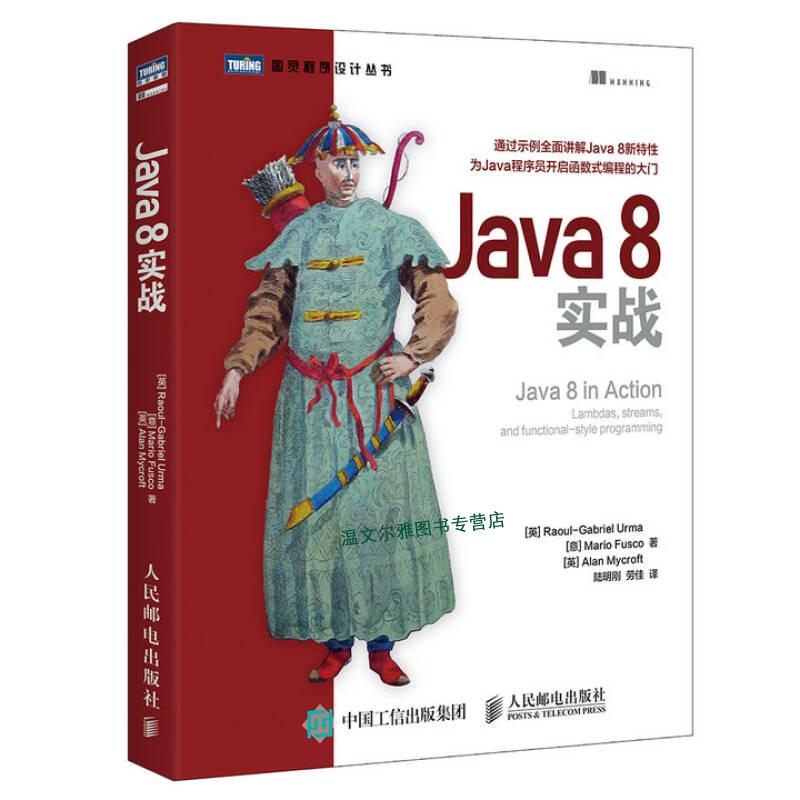 TURING
图灵教育
Java 8 实战
[英] Raoul-Gabriel Urma
[意] Mario Fusco 著
[英] Alan Mycroft
人民邮电出版社
TURING
图灵程序设计丛书
MANNING
通过示例全面讲解Java 8新特性
为Java程序员开启函数式编程的大门
Java 8
实战
Java 8 in Action
Lambdas, streams,
and functional-style programming
温文尔雅图书专营店
[英] Raoul-Gabriel Urma
[意] Mario Fusco 著
[英] Alan Mycroft
陆明刚 劳佳 译
中国工信出版集团
人民邮电出版社
POSTS & TELECOM PRESS